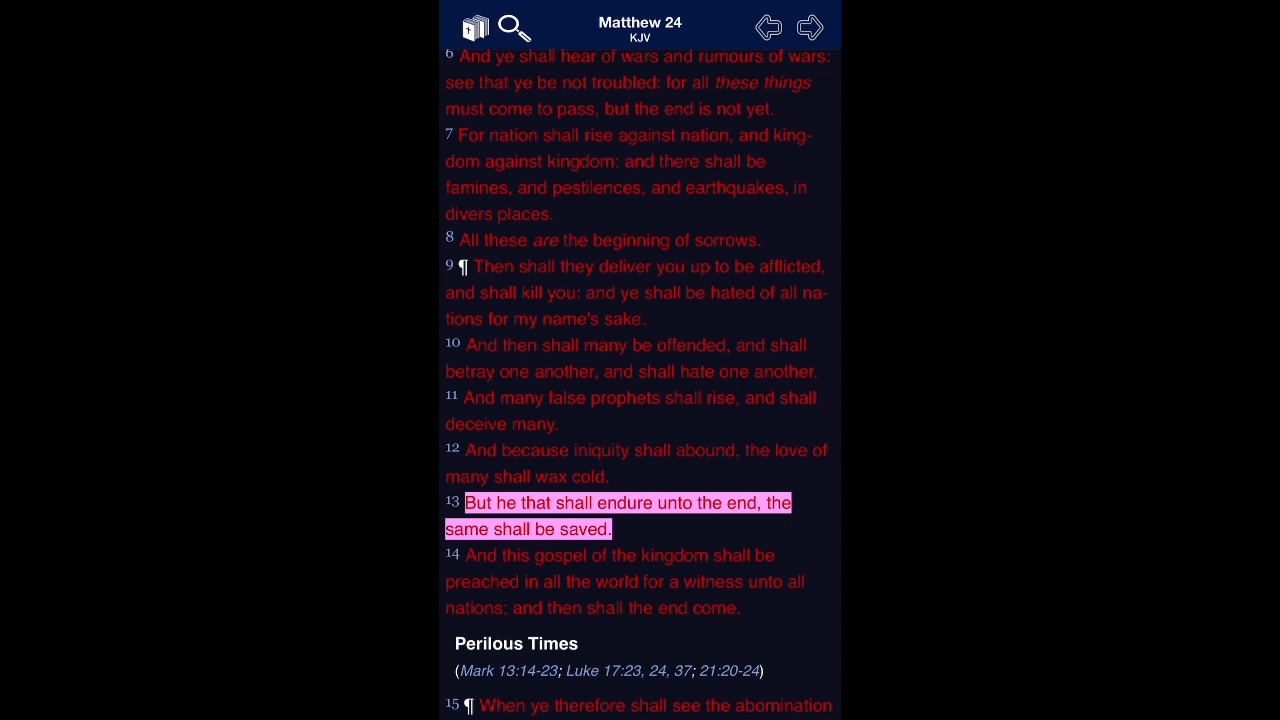 Matthew 24
KJV
6 And ye shall hear of wars and rumours of wars:
see that ye be not troubled: for all these things
must come to pass, but the end is not yet.
7 For nation shall rise against nation, and king-
dom against kingdom: and there shall be
famines, and pestilences, and earthquakes, in
divers places.
8 All these are the beginning of sorrows.
9 ¶ Then shall they deliver you up to be afflicted,
and shall kill you: and ye shall be hated of all na-
tions for my name's sake.
10 And then shall many be offended, and shall
betray one another, and shall hate one another.
11 And many false prophets shall rise, and shall
deceive many.
12 And because iniquity shall abound, the love of
many shall wax cold.
13 But he that shall endure unto the end, the
same shall be saved.
14 And this gospel of the kingdom shall be
preached in all the world for a witness unto all
nations; and then shall the end come.
Perilous Times
(Mark 13:14-23; Luke 17:23, 24, 37; 21:20-24)
15 ¶ When ye therefore shall see the abomination